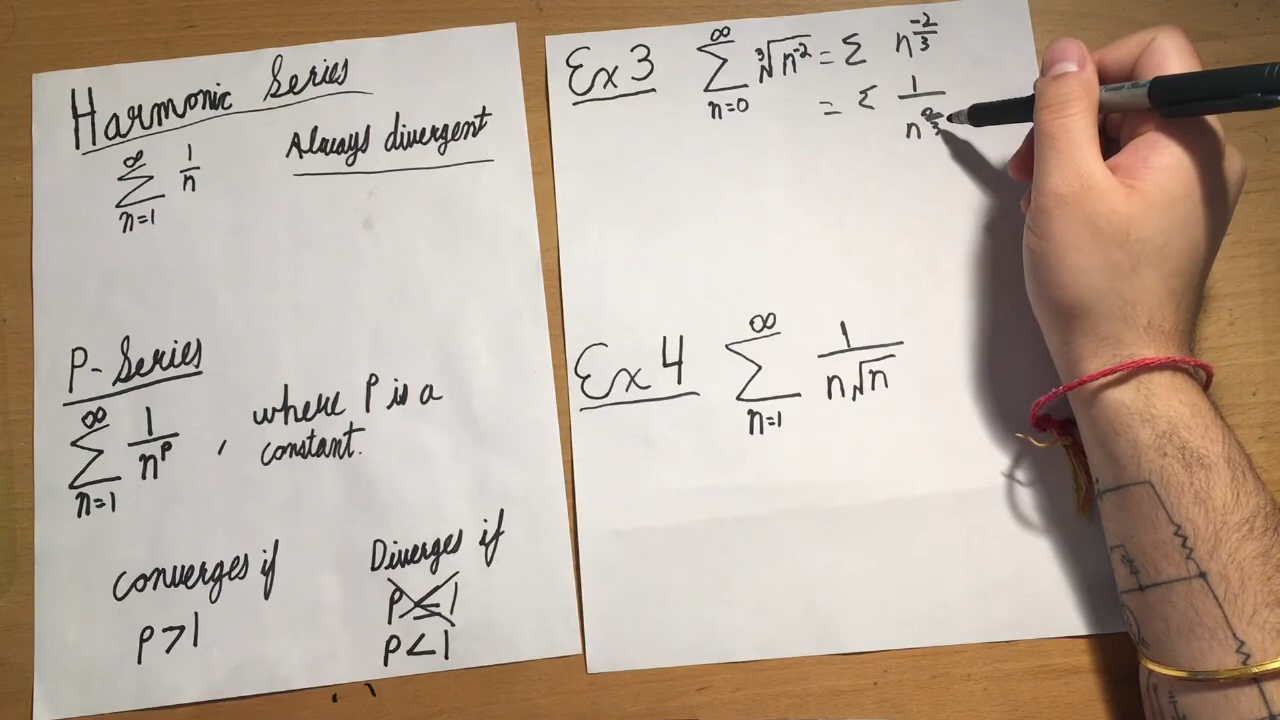 Harmonic Series
∞
∑ 1/n
n=1
Always divergent
P-Series
∞
∑ 1/n^p , where P is a
n=1 constant.
Converges if
P>1
Diverges if
P≤1
P<1
Ex 3 ∞
∑ ∛n^-2 = Σ n^-2/3
n=0
= Σ 1/n^2/3
Ex 4 ∞
∑ 1/n√n
n=1